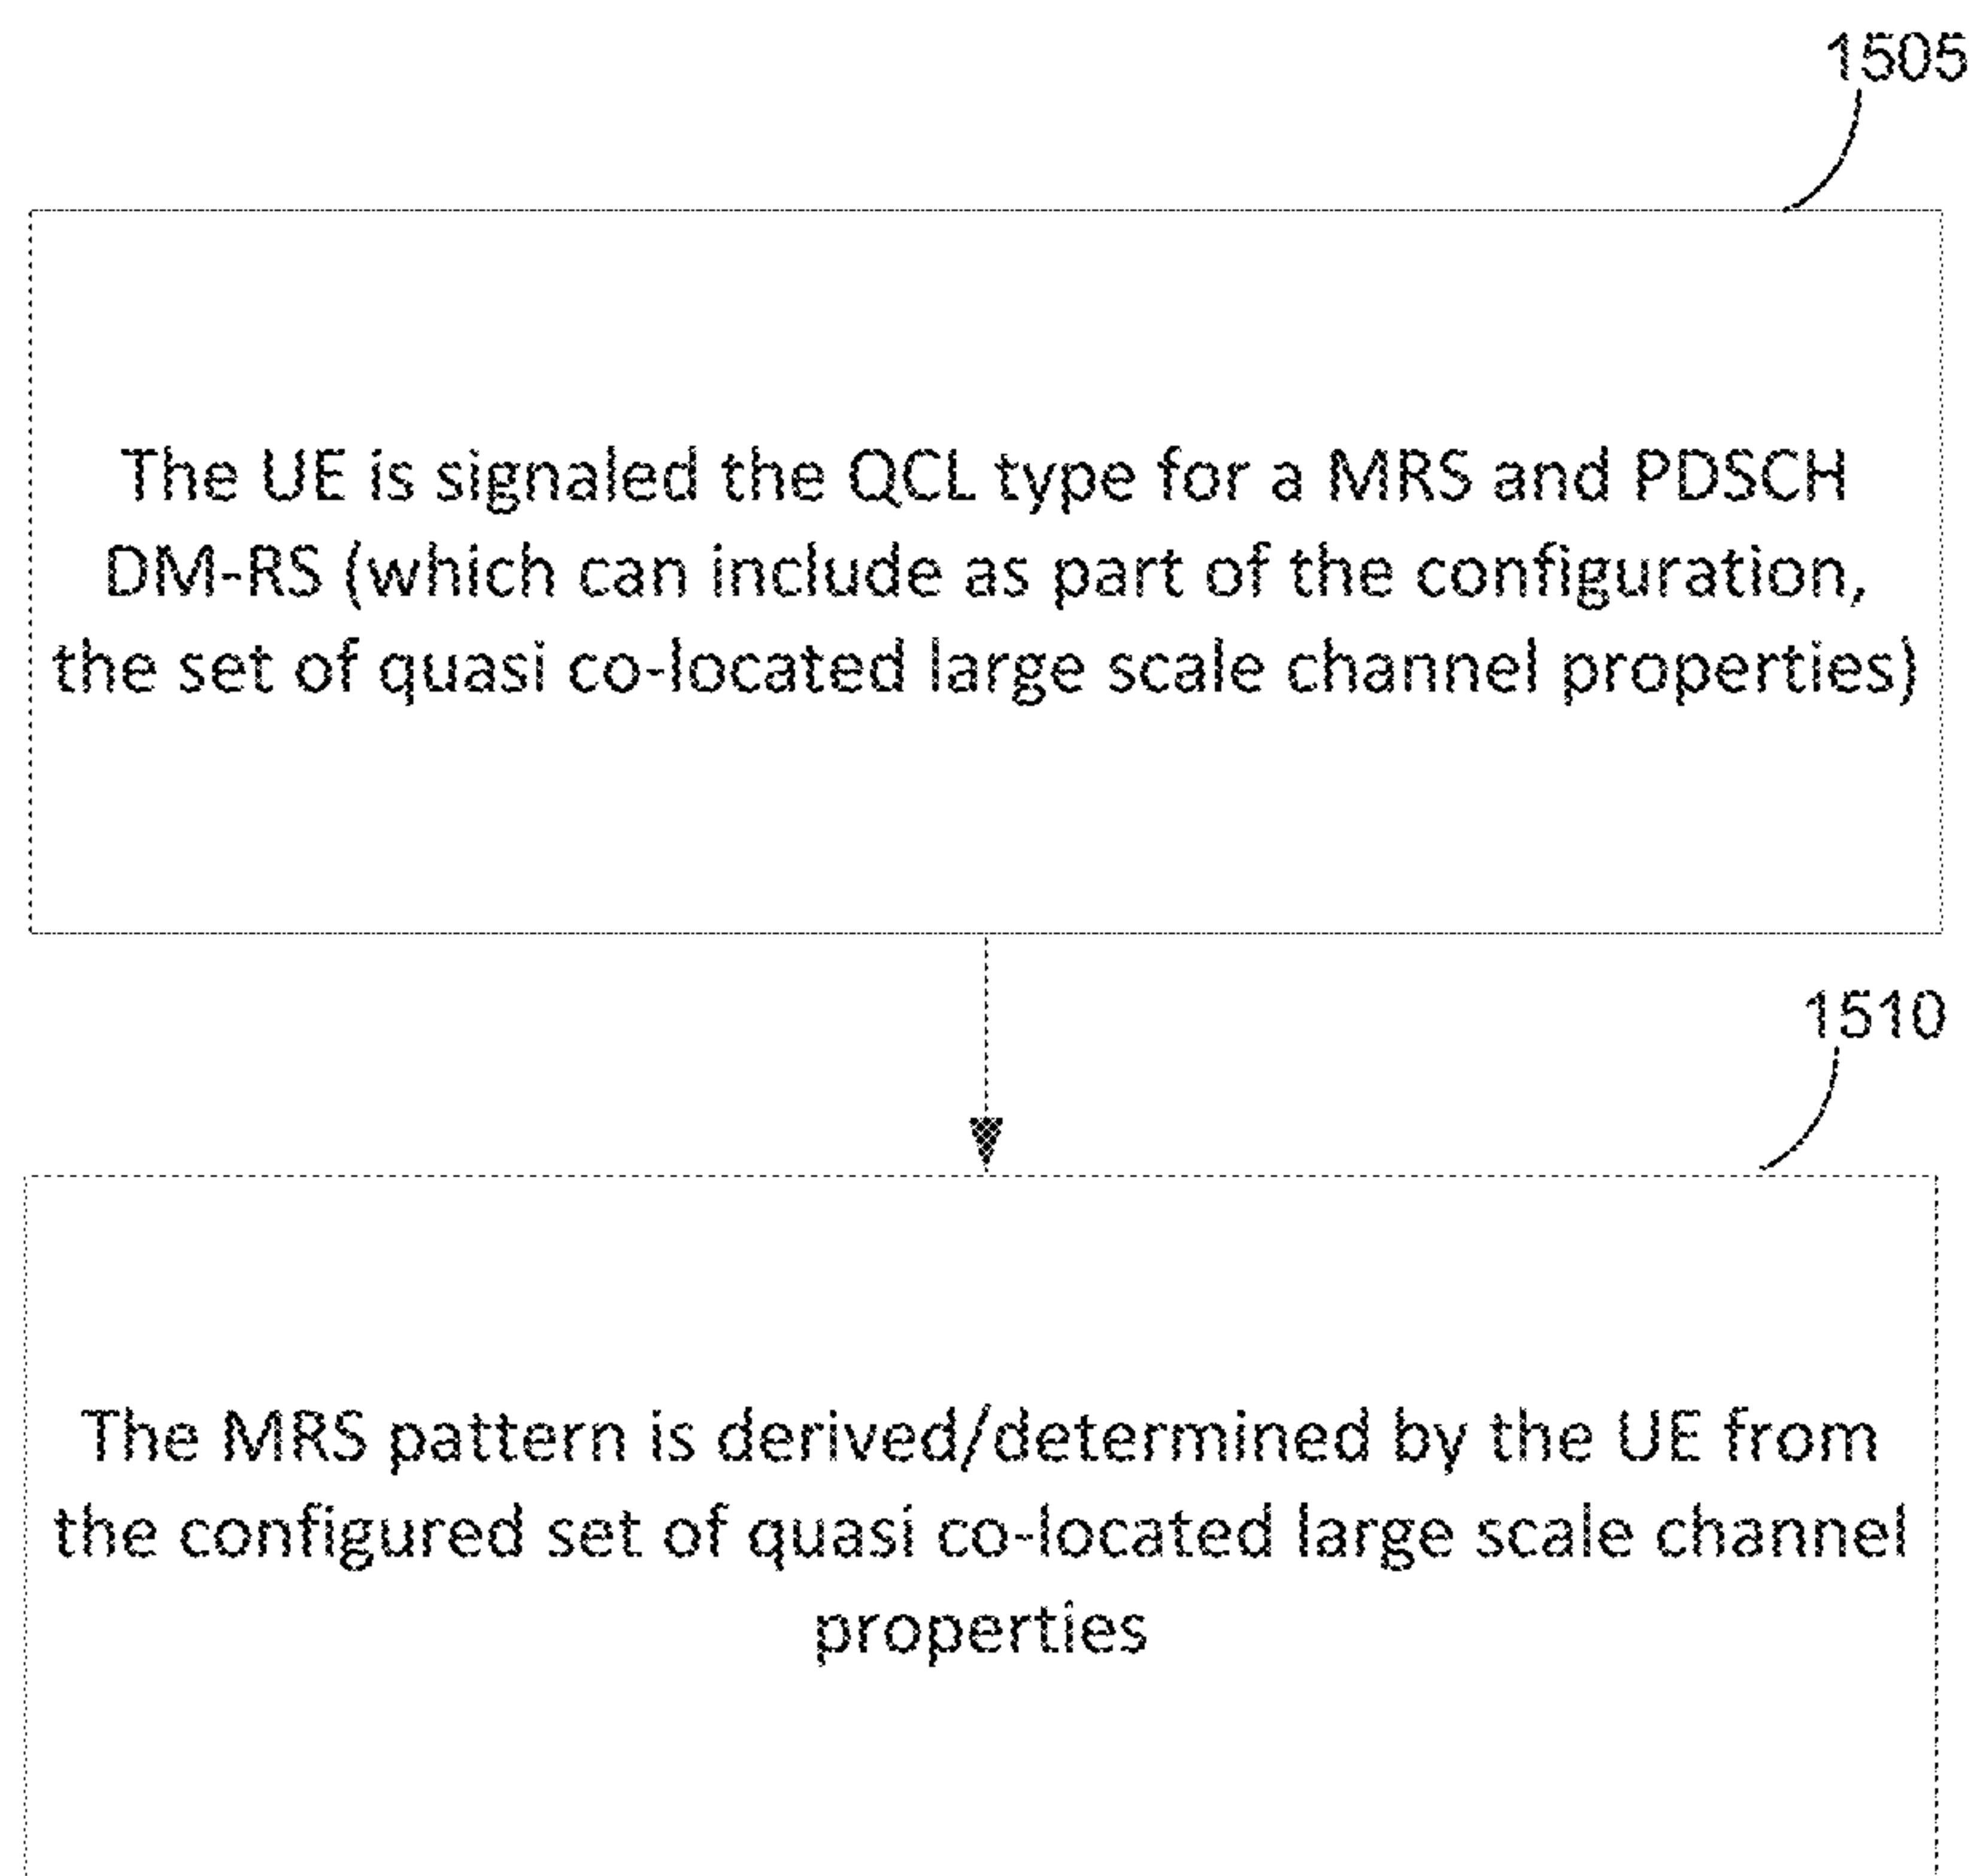 1505
The UE is signaled the QCL type for a MRS and PDSCH
DM-RS (which can include as part of the configuration,
the set of quasi co-located large scale channel properties)
1510
The MRS pattern is derived/determined by the UE from
the configured set of quasi co-located large scale channel
properties